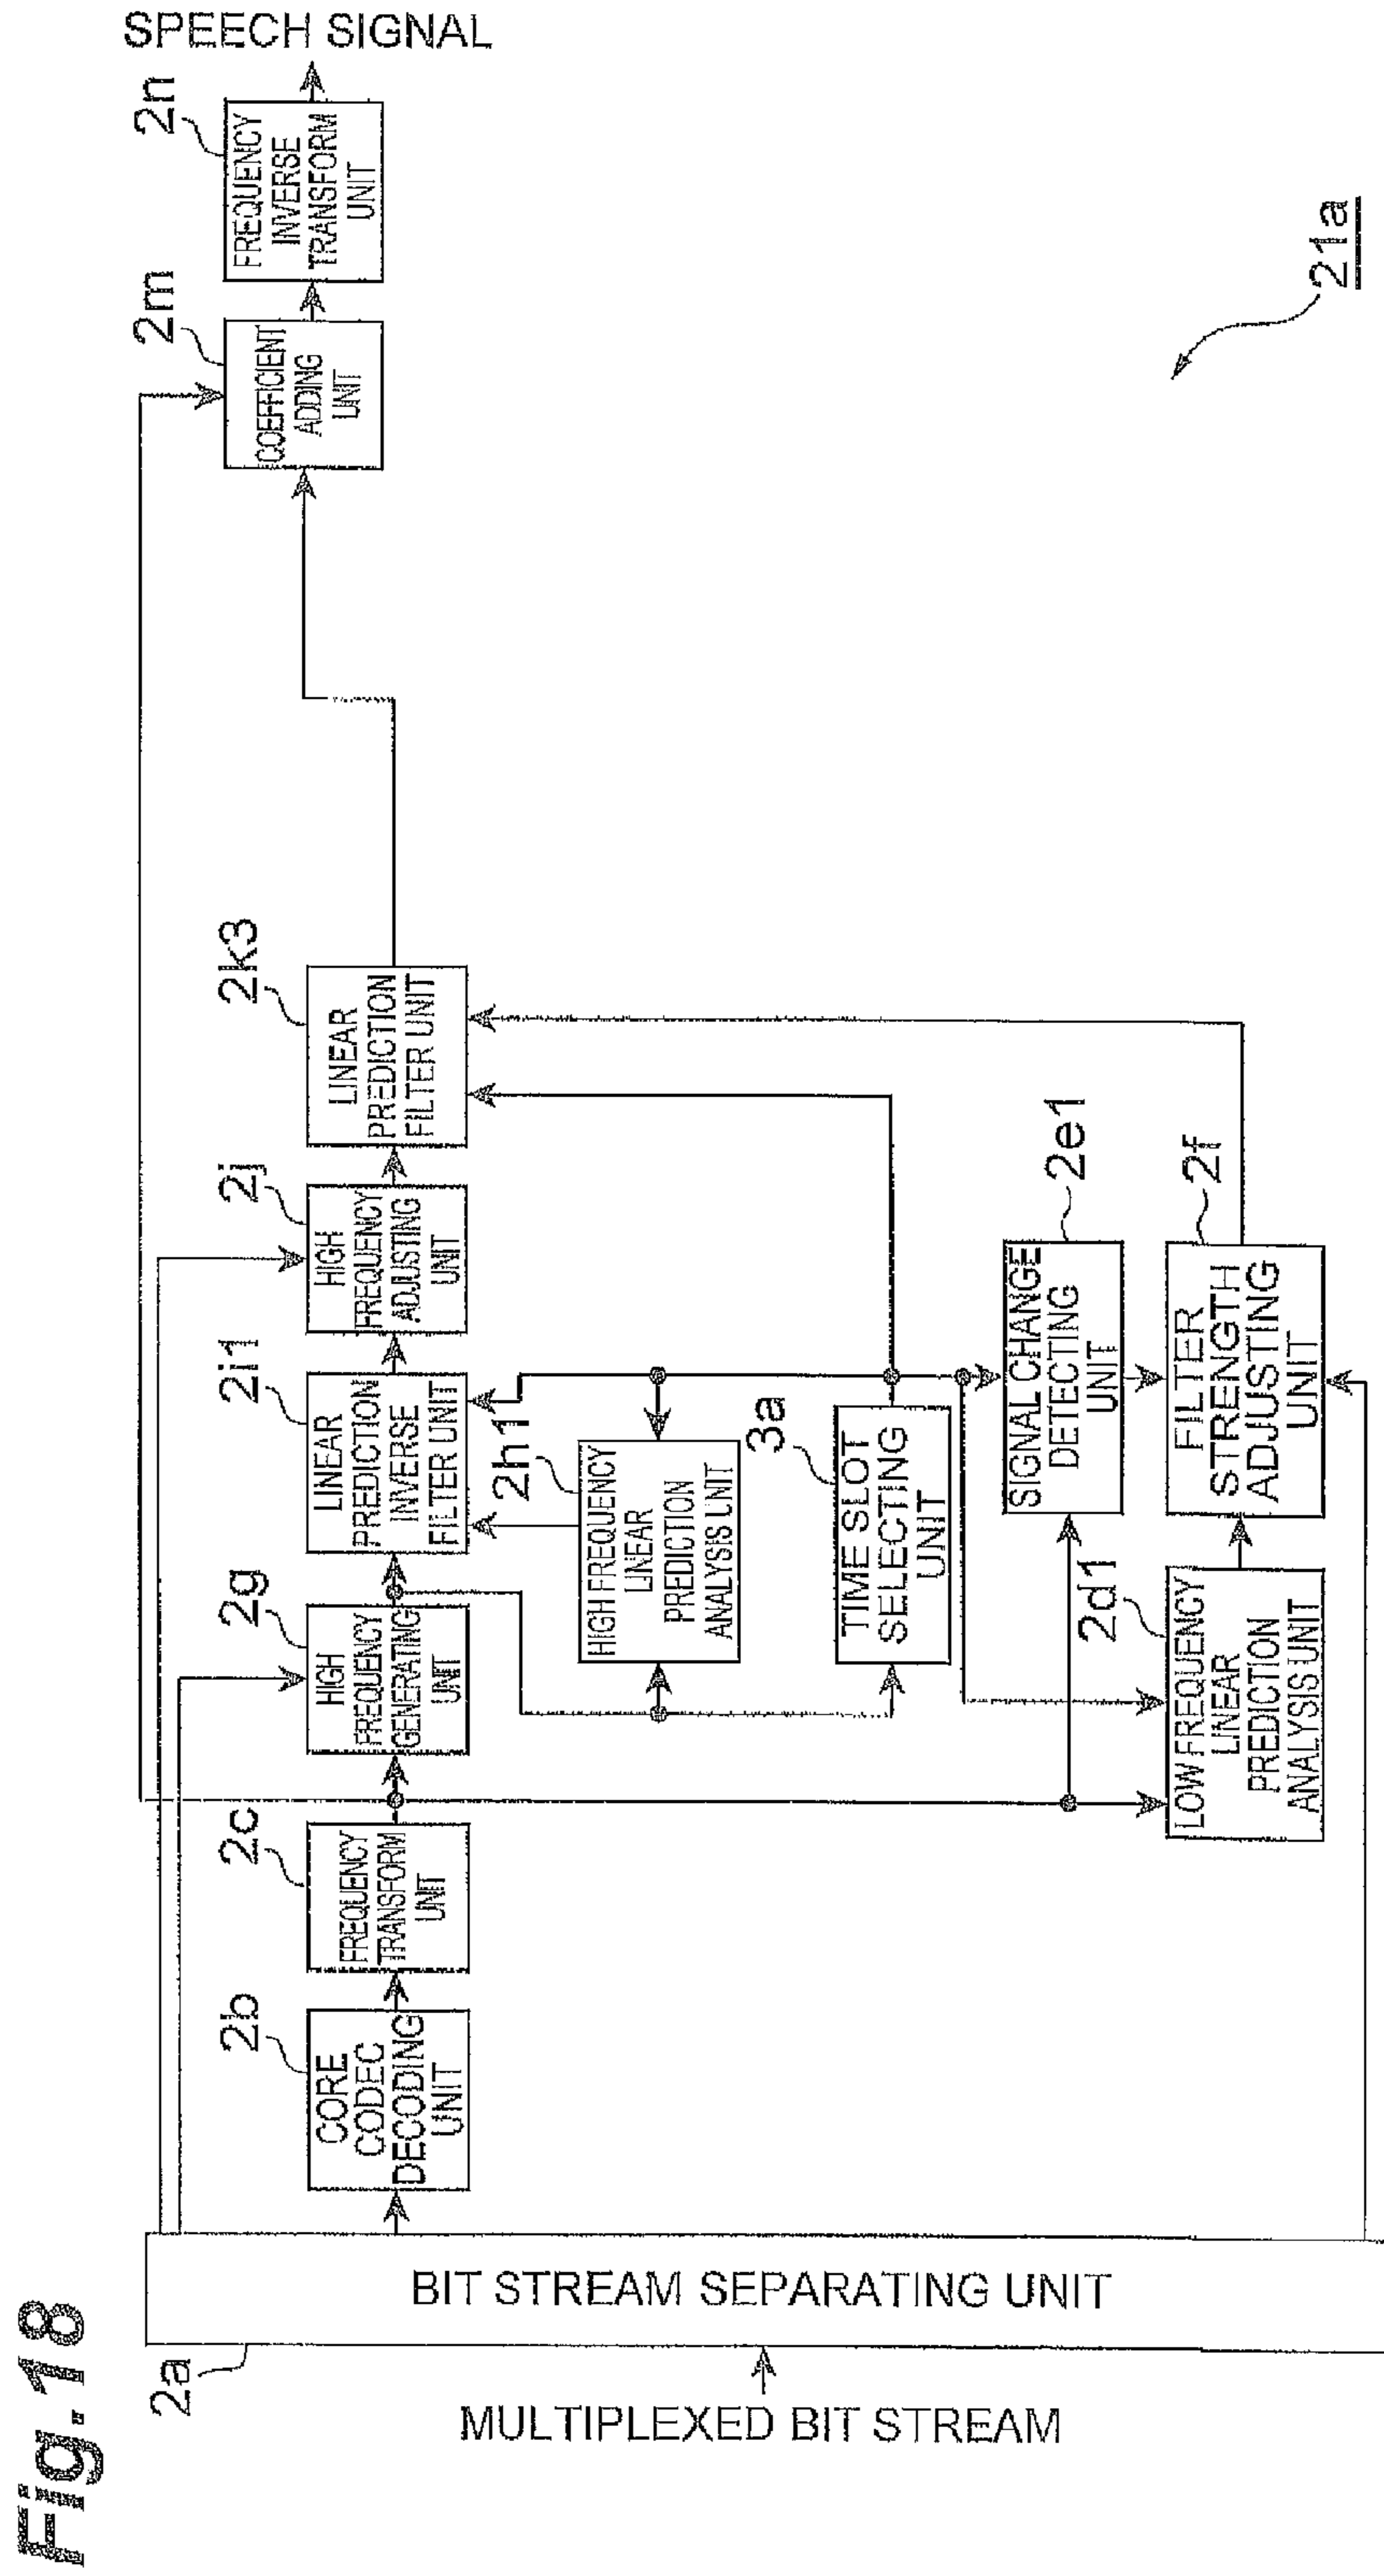 Fig.18
MULTIPLEXED BIT STREAM
2a
BIT STREAM SEPARATING UNIT
2b
CORE
CODEC
DECODING
UNIT
2c
FREQUENCY
TRANSFORM
UNIT
2g
HIGH
FREQUENCY
GENERATING
UNIT
2i1
LINEAR
PREDICTION
INVERSE
FILTER UNIT
2j
HIGH
FREQUENCY
ADJUSTING
UNIT
2k3
LINEAR
PREDICTION
FILTER UNIT
2m
COEFFICIENT
ADDING
UNIT
2n
FREQUENCY
INVERSE
TRANSFORM
UNIT
SPEECH SIGNAL
2h1
HIGH FREQUENCY
LINEAR
PREDICTION
ANALYSIS UNIT
3a
TIME SLOT
SELECTING
UNIT
2e1
SIGNAL CHANGE
DETECTING
UNIT
2d1
LOW FREQUENCY
LINEAR
PREDICTION
ANALYSIS UNIT
2f
FILTER
STRENGTH
ADJUSTING
UNIT
21a